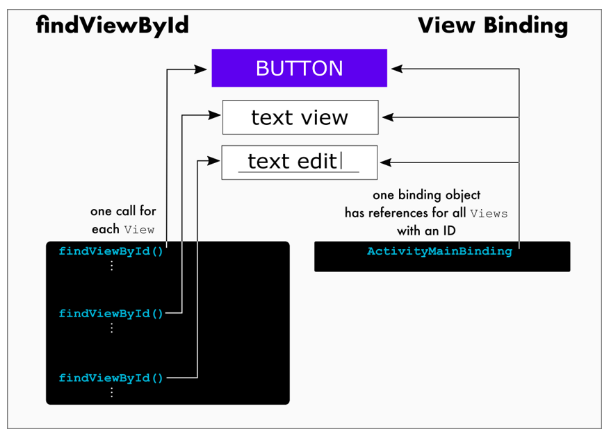 findViewById
View Binding
BUTTON
text view
text edit
one call for
each View
one binding object
has references for all Views
with an ID
findViewById()
⋮
findViewById()
⋮
findViewById()
⋮
ActivityMainBinding